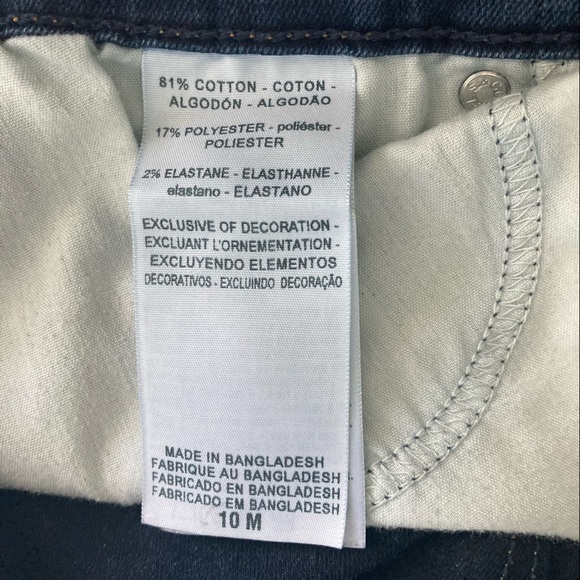 81% COTTON - COTON -
ALGODÓN - ALGODÃO
17% POLYESTER - poliéster -
POLIESTER
2% ELASTANE - ELASTHANNE -
elastano - ELASTANO
EXCLUSIVE OF DECORATION -
EXCLUANT L'ORNEMENTATION -
EXCLUYENDO ELEMENTOS
DECORATIVOS - EXCLUINDO DECORAÇÃO
MADE IN BANGLADESH
FABRIQUE AU BANGLADESH
FABRICADO EN BANGLADESH
FABRICADO EM BANGLADESH
10 M